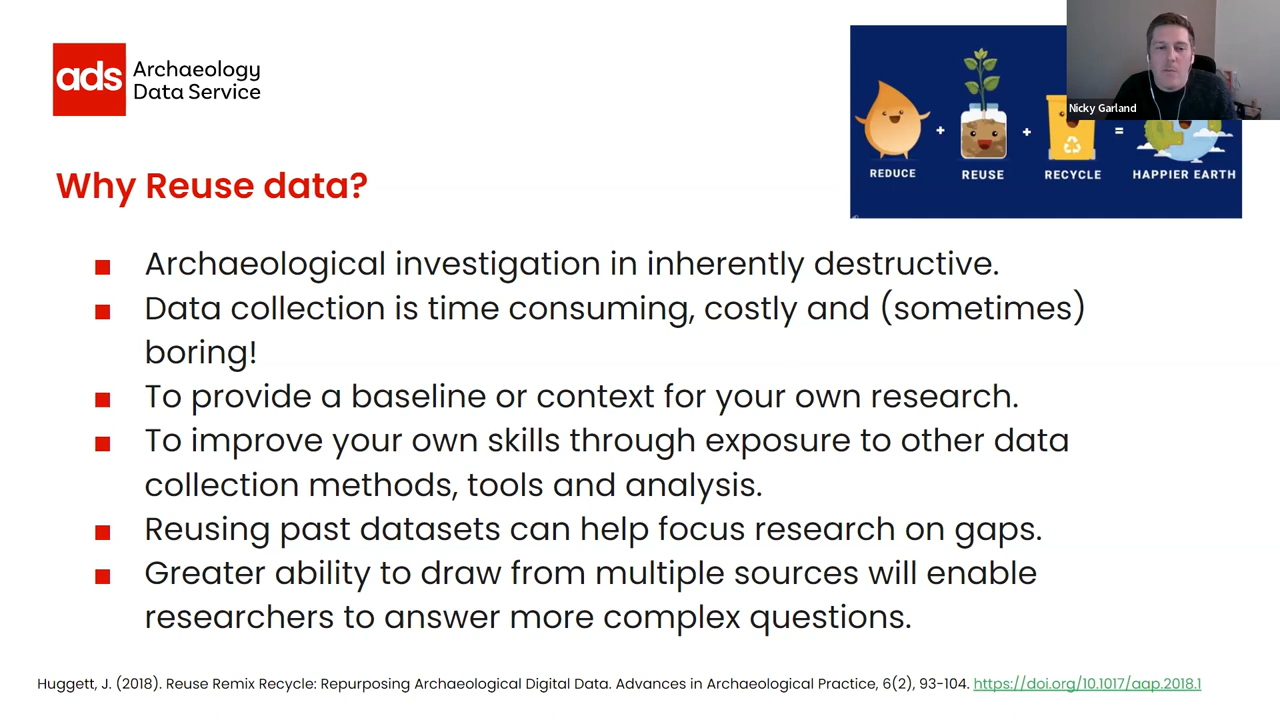 ads Archaeology
Data Service
Nicky Garland
REDUCE + REUSE + RECYCLE = HAPPIER EARTH
Why Reuse data?
Archaeological investigation in inherently destructive.
Data collection is time consuming, costly and (sometimes)
boring!
To provide a baseline or context for your own research.
To improve your own skills through exposure to other data
collection methods, tools and analysis.
Reusing past datasets can help focus research on gaps.
Greater ability to draw from multiple sources will enable
researchers to answer more complex questions.
Huggett, J. (2018). Reuse Remix Recycle: Repurposing Archaeological Digital Data. Advances in Archaeological Practice, 6(2), 93-104. https://doi.org/10.1017/aap.2018.1